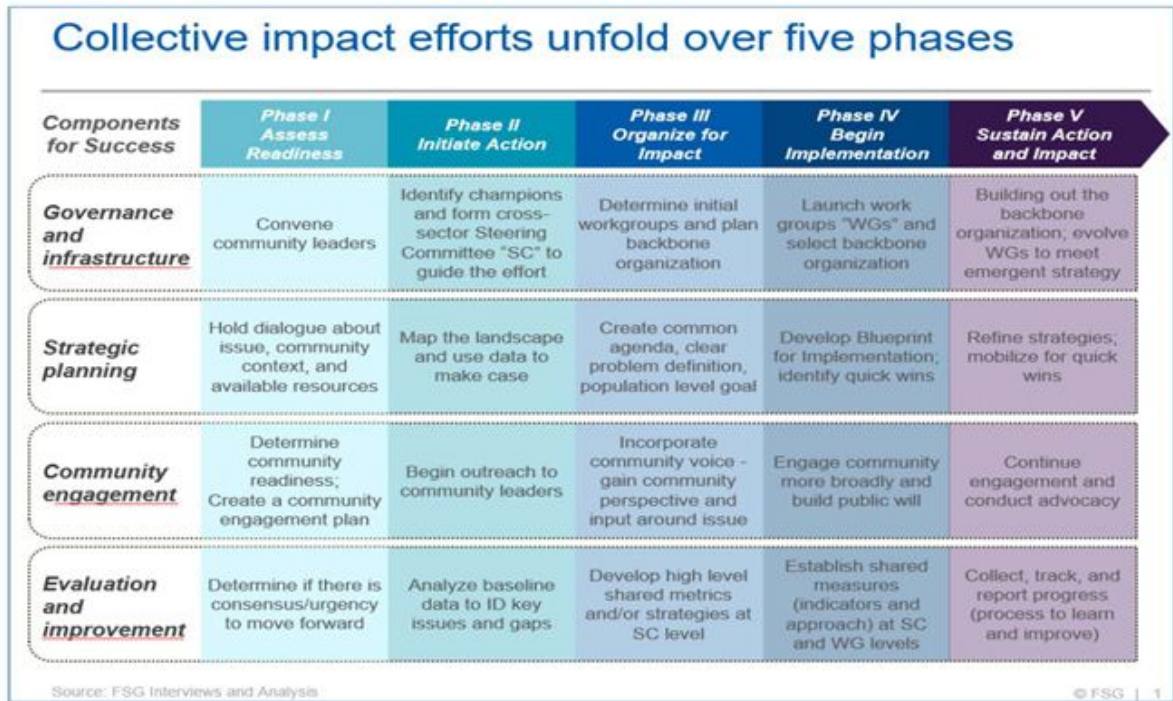 Collective impact efforts unfold over five phases
Components
for Success
Phase I
Assess
Readiness
Phase II
Initiate Action
Phase III
Organize for
Impact
Phase IV
Begin
Implementation
Phase V
Sustain Action
and Impact
Governance
and
infrastructure
Convene
community leaders
Identify champions
and form cross-
sector Steering
Committee "SC" to
guide the effort
Determine initial
workgroups and plan
backbone
organization
Launch work
groups "WGs" and
select backbone
organization
Building out the
backbone
organization; evolve
WGs to meet
emergent strategy
Strategic
planning
Hold dialogue about
issue, community
context, and
available resources
Map the landscape
and use data to
make case
Create common
agenda, clear
problem definition,
population level goal
Develop Blueprint
for Implementation;
identify quick wins
Refine strategies;
mobilize for quick
wins
Community
engagement
Determine
community
readiness;
Create a community
engagement plan
Begin outreach to
community leaders
Incorporate
community voice -
gain community
perspective and
input around issue
Engage community
more broadly and
build public will
Continue
engagement and
conduct advocacy
Evaluation
and
improvement
Determine if there is
consensus/urgency
to move forward
Analyze baseline
data to ID key
issues and gaps
Develop high level
shared metrics
and/or strategies at
SC level
Establish shared
measures
(indicators and
approach) at SC
and WG levels
Collect, track, and
report progress
(process to learn
and improve)
Source: FSG Interviews and Analysis
© FSG | 1